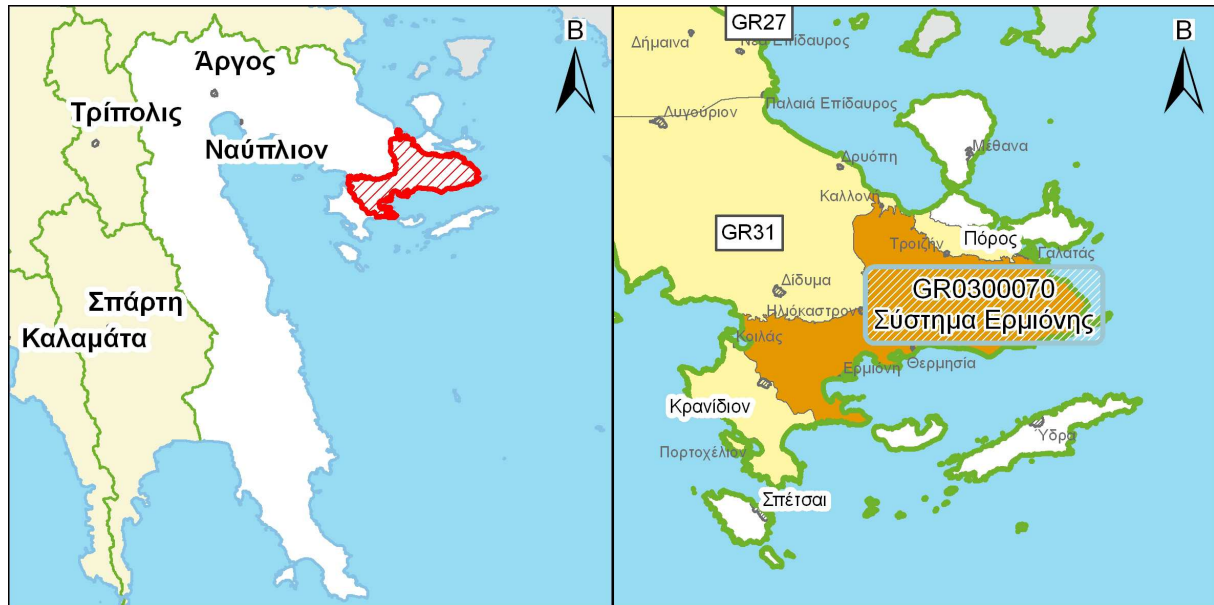 Β
Άργος
Τρίπολις
Ναύπλιον
Σπάρτη
Καλαμάτα
GR27
Β
Δήμαινα
Νέα Επίδαυρος
Παλαιά Επίδαυρος
Λυγούριον
Δρυόπη
Μέθανα
Καλλονή
GR31
Τροιζήν
Πόρος
Γαλατάς
Δίδυμα
GR0300070
Ηλιόκαστρον
Σύστημα Ερμιόνης
Κοιλάς
Ερμιόνη
Θερμησία
Κρανίδιον
Ύδρα
Πορτοχέλιον
Σπέτσαι